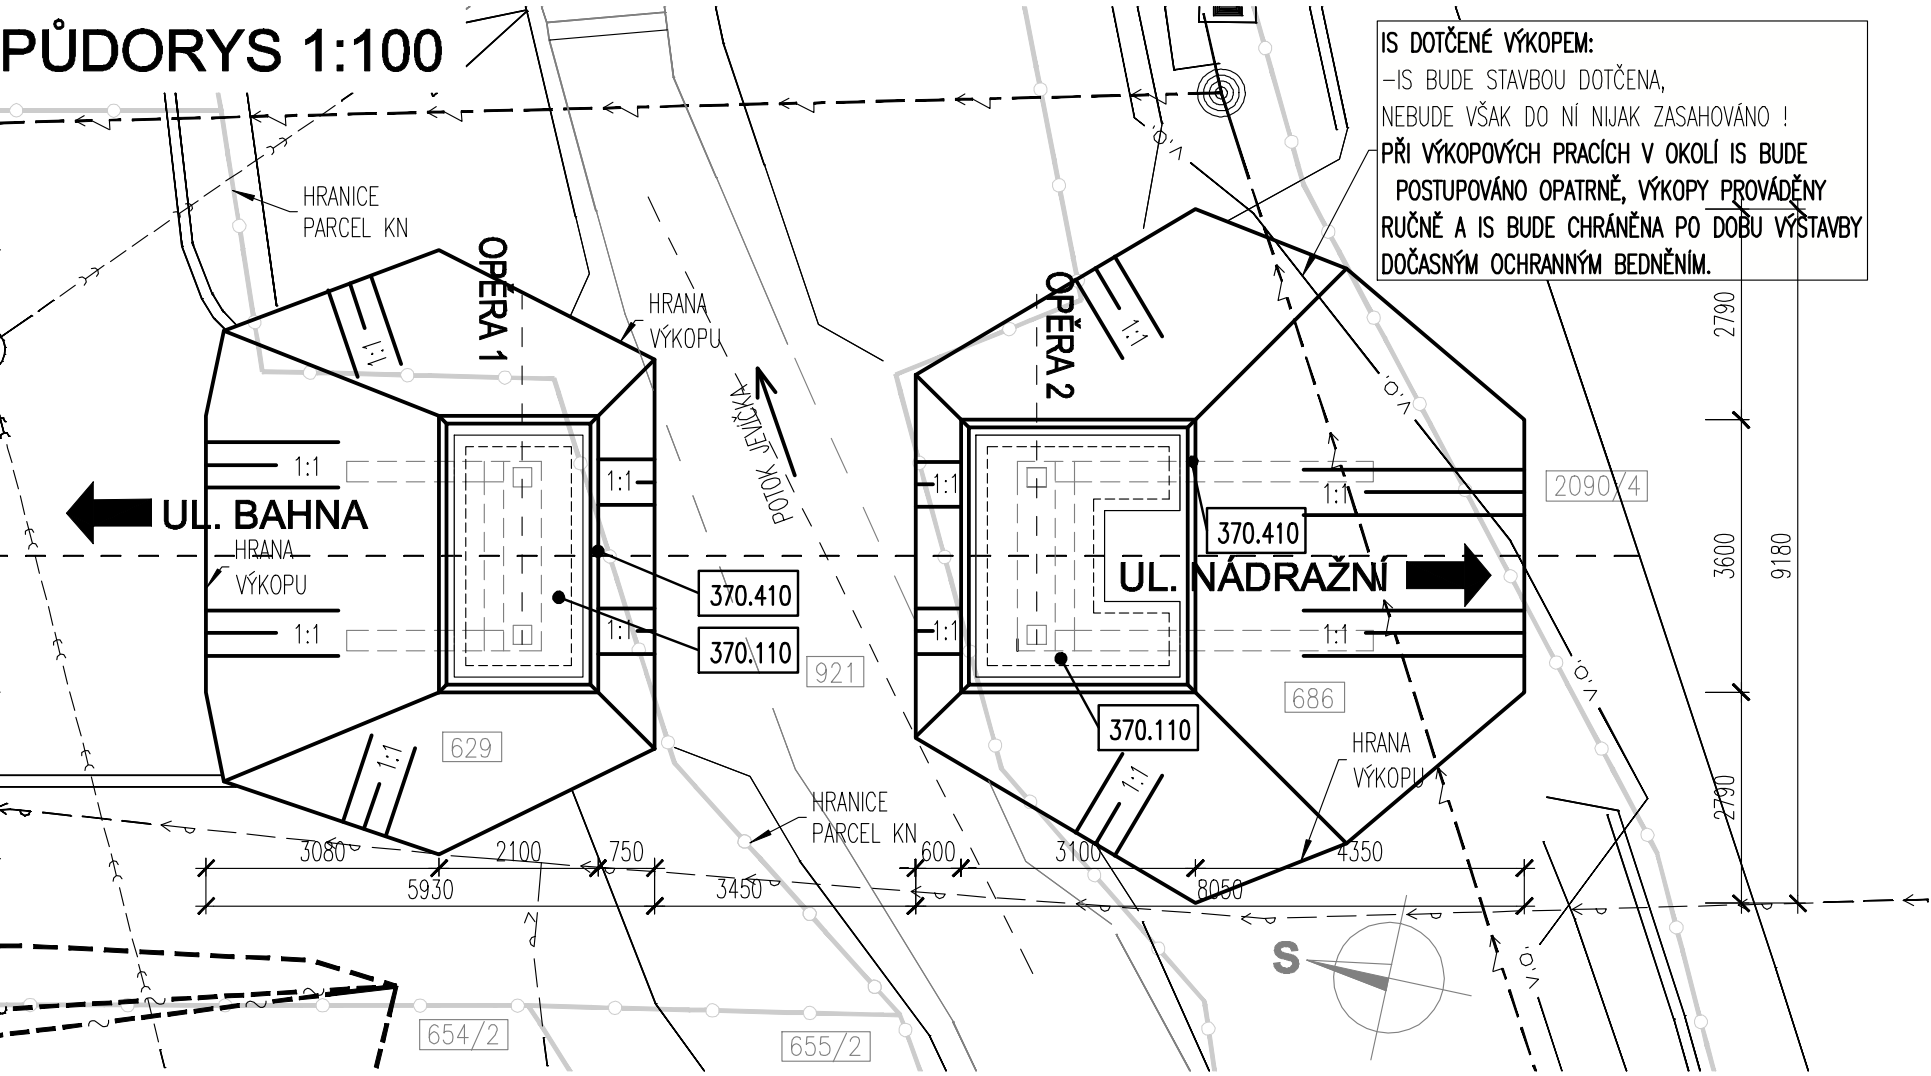 PŮDORYS 1:100
IS DOTČENÉ VÝKOPEM:
–IS BUDE STAVBOU DOTČENA,
NEBUDE VŠAK DO NÍ NIJAK ZASAHOVÁNO !
PŘI VÝKOPOVÝCH PRACÍCH V OKOLÍ IS BUDE
POSTUPOVÁNO OPATRNĚ, VÝKOPY PROVÁDĚNY
RUČNĚ A IS BUDE CHRÁNĚNA PO DOBU VÝSTAVBY
DOČASNÝM OCHRANNÝM BEDNĚNÍM.
V.O.
HRANICE
PARCEL KN
OPĚRA 1
HRANA
VÝKOPU
OPĚRA 2
1:1
1:1
2790
POTOK JEVÍČKA
V.O.
1:1
1:1
1:1
1:1
2090/4
UL. BAHNA
370.410
3600
9180
HRANA
VÝKOPU
370.410
UL. NÁDRAŽNÍ
1:1
1:1
1:1
1:1
370.110
921
686
V.O.
629
370.110
1:1
1:1
HRANA
VÝKOPU
2790
HRANICE
PARCEL KN
3080
2100
750
600
3100
4350
5930
3450
8050
S
V.O.
654/2
655/2